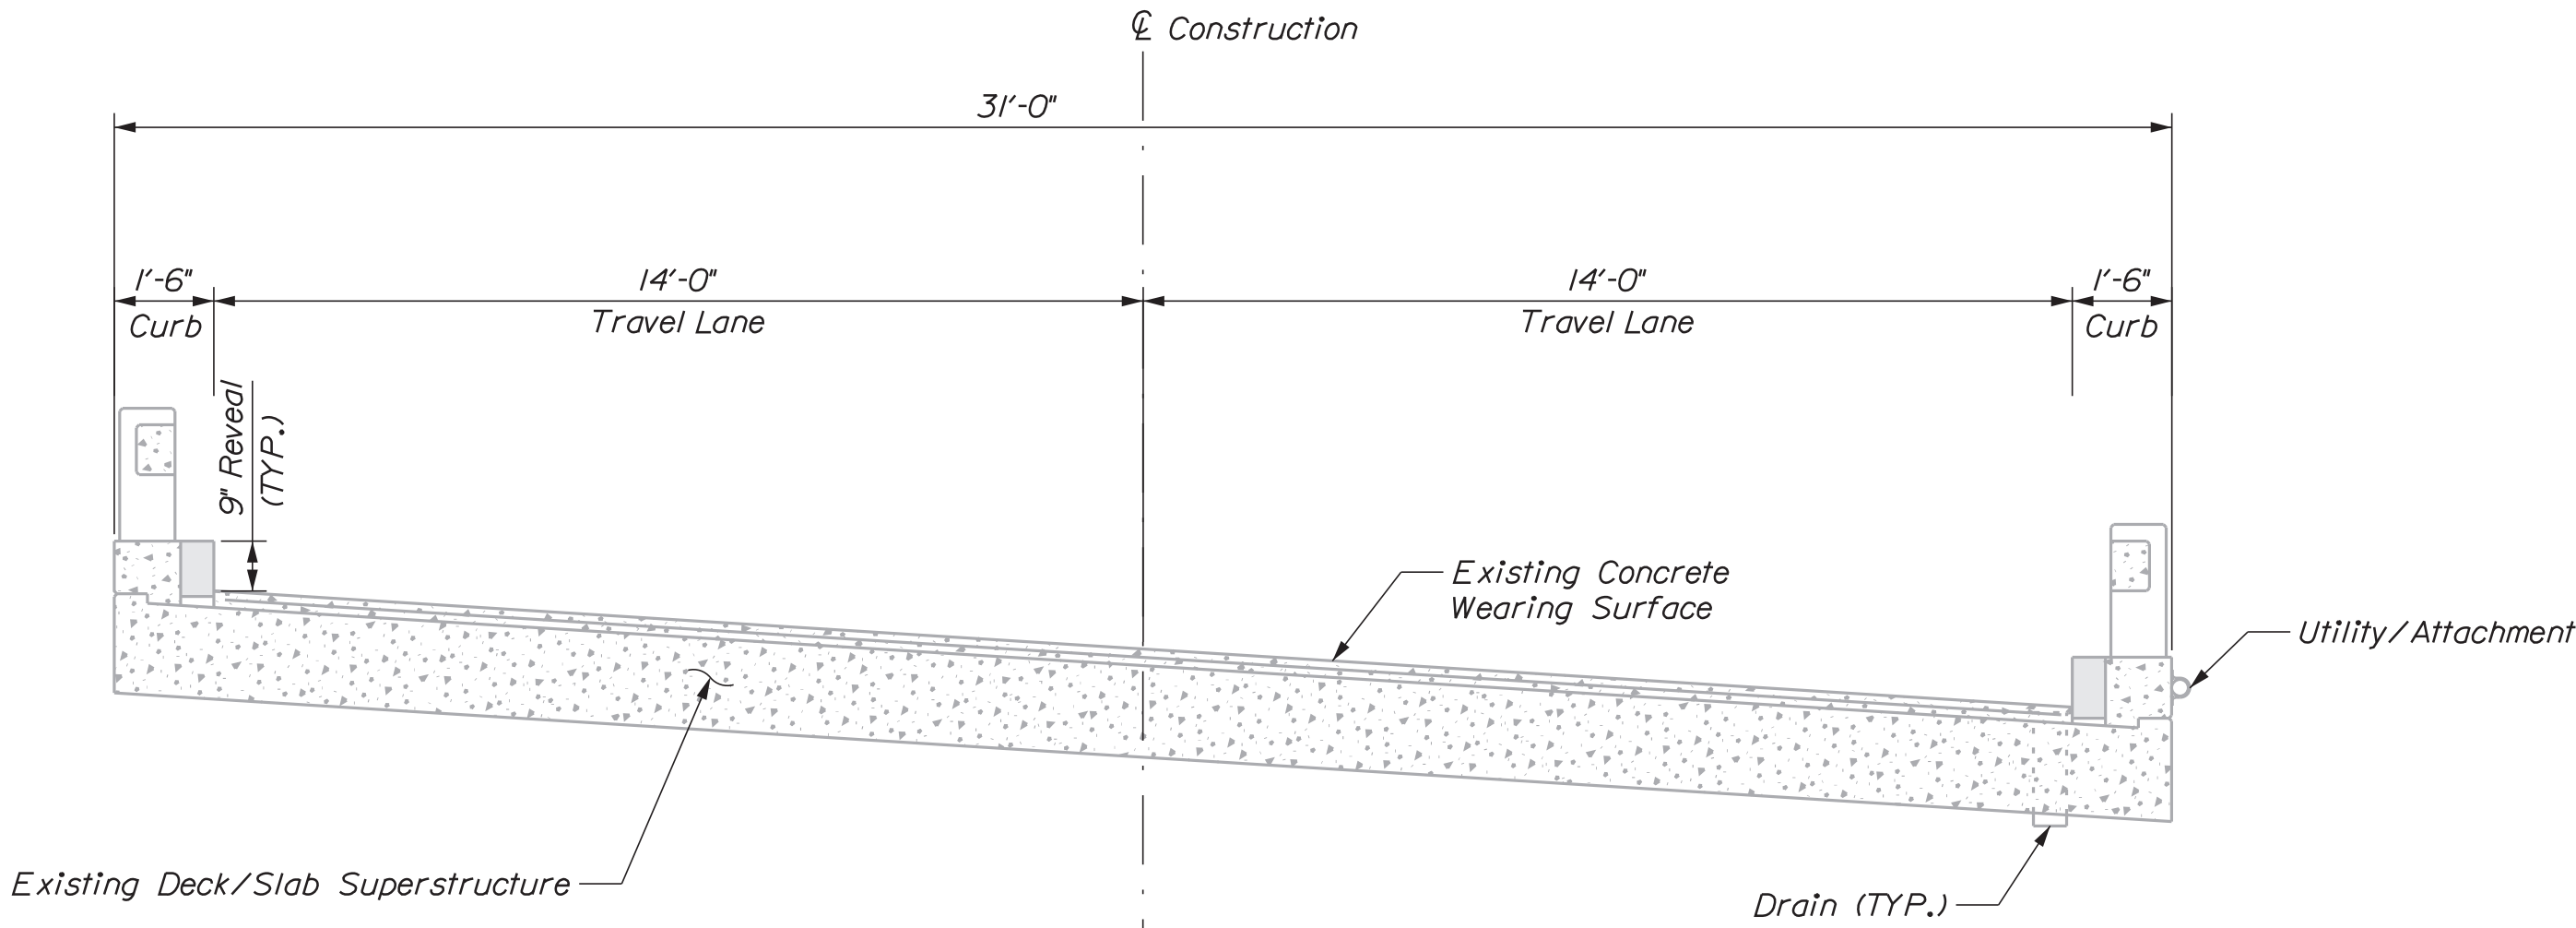 ℄ Construction
31'-0"
1'-6"
14'-0"
14'-0"
1'-6"
Curb
Travel Lane
Travel Lane
Curb
9" Reveal
(TYP.)
Existing Concrete
Wearing Surface
Utility/Attachment
Existing Deck/Slab Superstructure
Drain (TYP.)